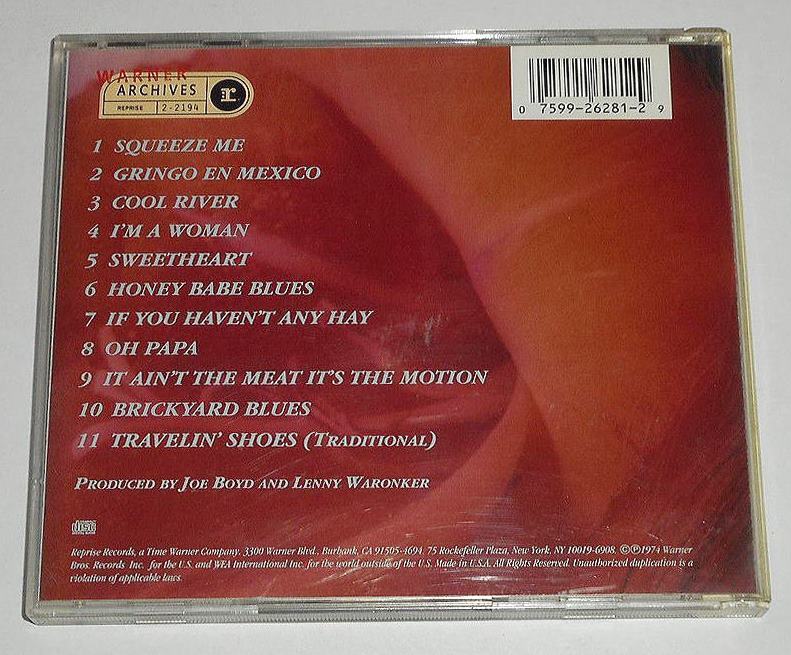 WARNER
ARCHIVES
REPRISE 2-2194 r:
0 7599-26281-2 9
1 SQUEEZE ME
2 GRINGO EN MEXICO
3 COOL RIVER
4 I'M A WOMAN
5 SWEETHEART
6 HONEY BABE BLUES
7 IF YOU HAVEN'T ANY HAY
8 OH PAPA
9 IT AIN'T THE MEAT IT'S THE MOTION
10 BRICKYARD BLUES
11 TRAVELIN' SHOES (TRADITIONAL)
PRODUCED BY JOE BOYD AND LENNY WARONKER
disc
Reprise Records, a Time Warner Company, 3300 Warner Blvd., Burbank, CA 91505-4694. 75 Rockefeller Plaza, New York, NY 10019-6908. ©℗1974 Warner
Bros. Records Inc. for the U.S. and WEA International Inc. for the world outside of the U.S. Made in U.S.A. All Rights Reserved. Unauthorized duplication is a
violation of applicable laws.